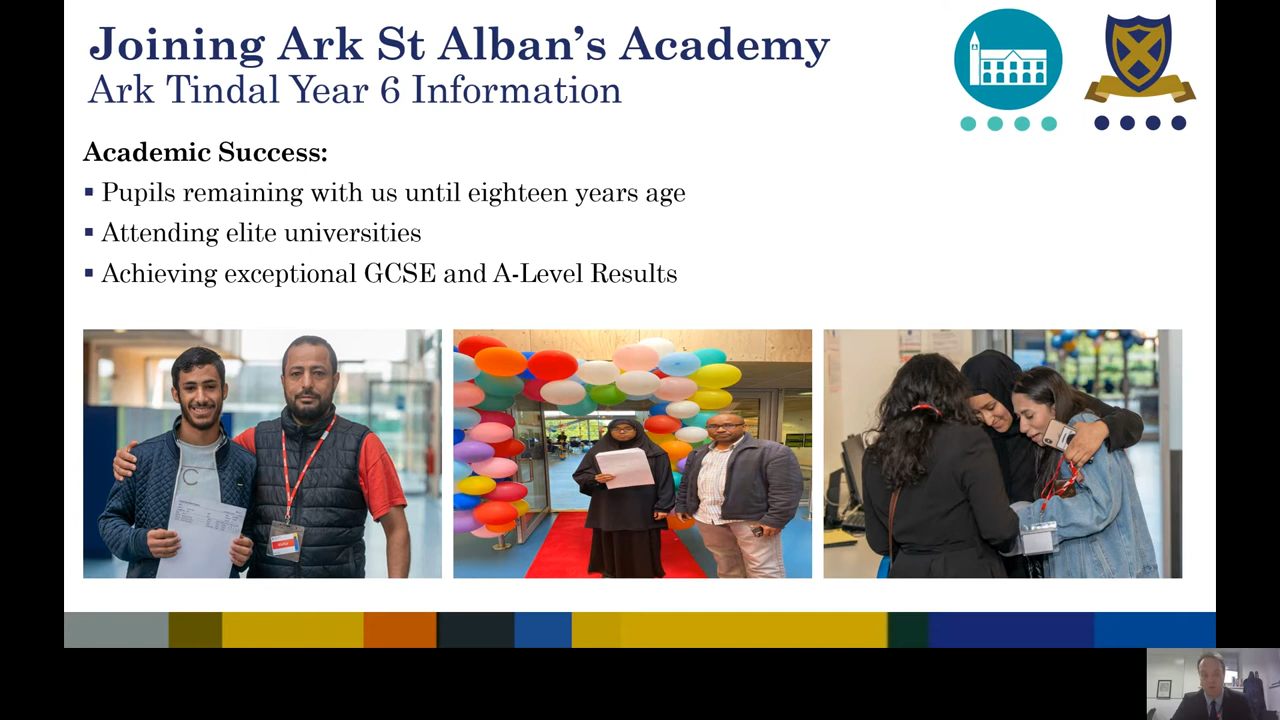 Joining Ark St Alban's Academy
Ark Tindal Year 6 Information
Academic Success:
▪ Pupils remaining with us until eighteen years age
▪ Attending elite universities
▪ Achieving exceptional GCSE and A-Level Results